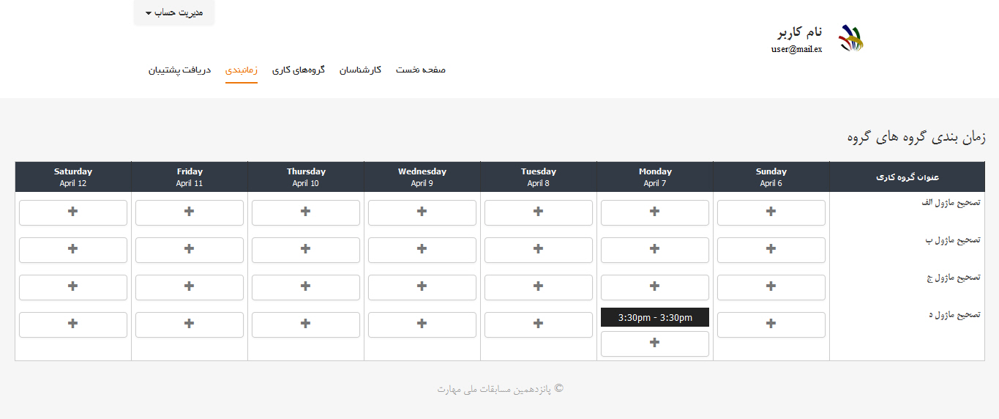 مدیریت حساب
نام کاربر
user@mail.ex
صفحه نخست کارشناسان گروه‌های کاری زمانبندی دریافت پشتیبان
زمان بندی گروه های گروه
عنوان گروه کاری Sunday Monday Tuesday Wednesday Thursday Friday Saturday
April 6 April 7 April 8 April 9 April 10 April 11 April 12
تصحیح ماژول الف
تصحیح ماژول ب
تصحیح ماژول ج
تصحیح ماژول د
3:30pm - 3:30pm
© پانزدهمین مسابقات ملی مهارت